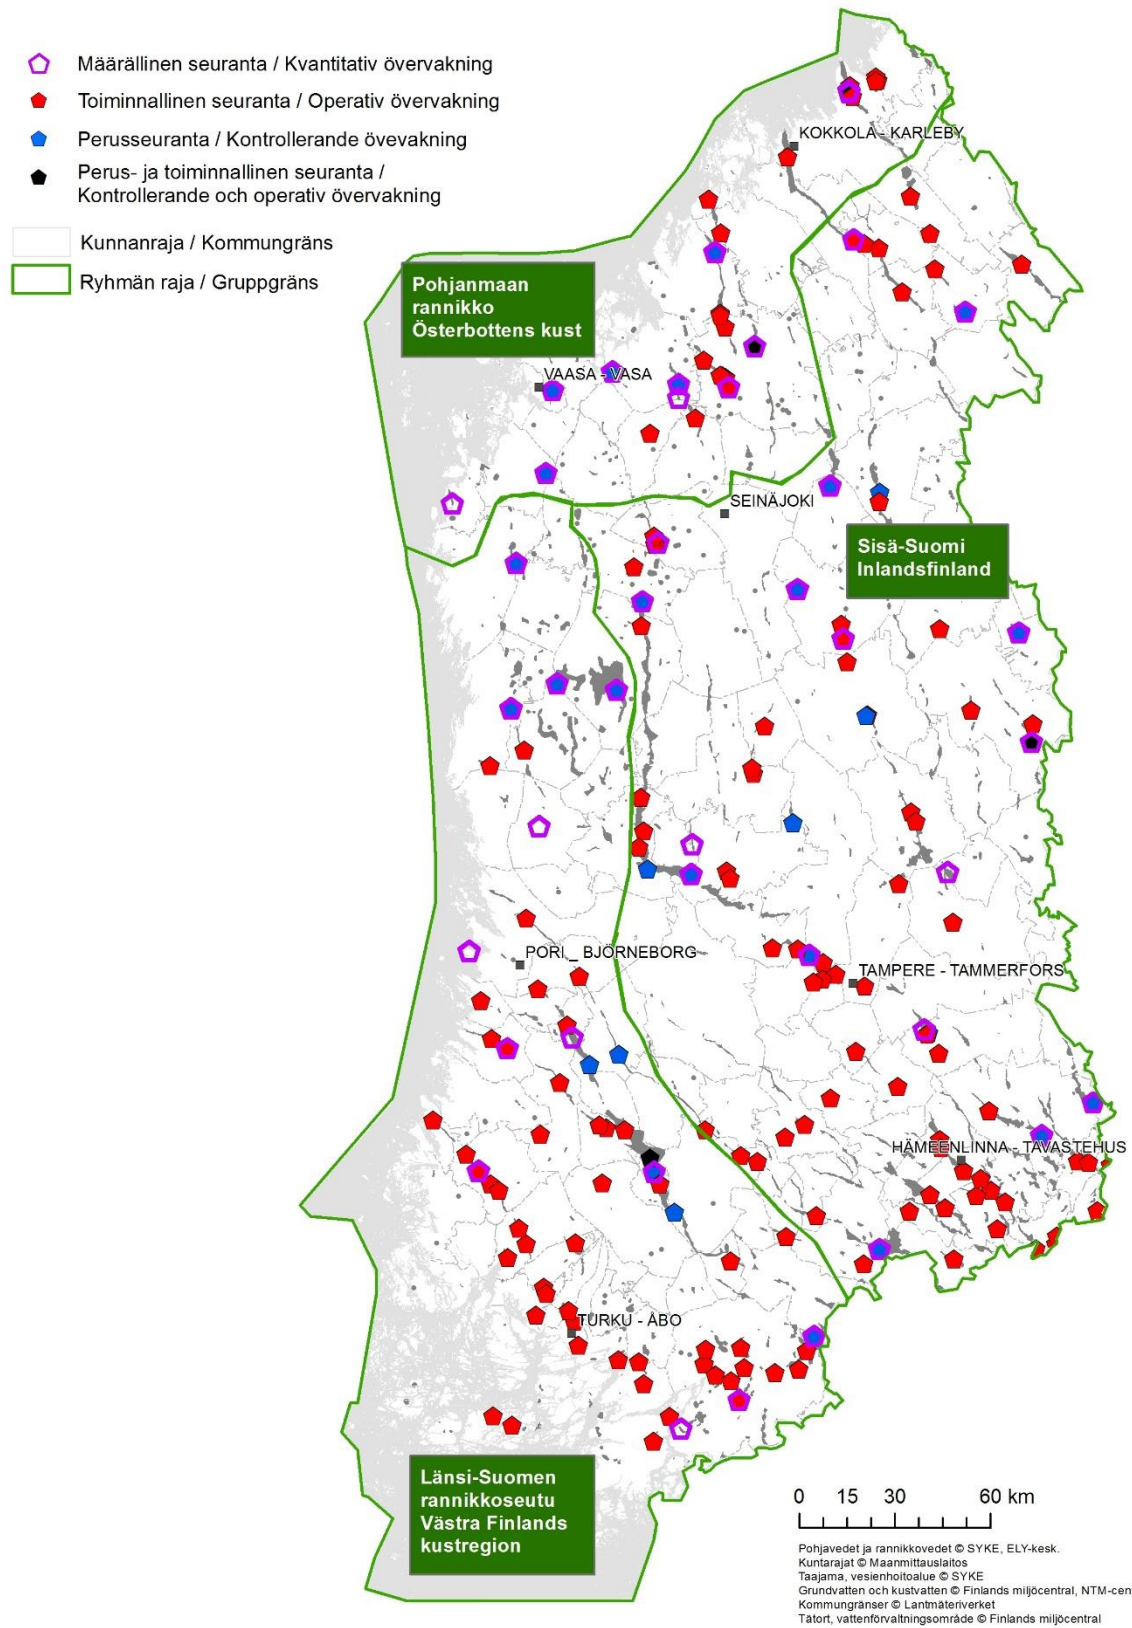 Määrällinen seuranta / Kvantitativ övervakning
Toiminnallinen seuranta / Operativ övervakning
Perusseuranta / Kontrollerande övevakning
Perus- ja toiminnallinen seuranta /
Kontrollerande och operativ övervakning
Kunnanraja / Kommungräns
Ryhmän raja / Gruppgräns
KOKKOLA - KARLEBY
Pohjanmaan
rannikko
Österbottens kust
VAASA - VASA
SEINÄJOKI
Sisä-Suomi
Inlandsfinland
PORI _ BJÖRNEBORG
TAMPERE - TAMMERFORS
HÄMEENLINNA - TAVASTEHUS
TURKU - ÅBO
Länsi-Suomen
rannikkoseutu
Västra Finlands
kustregion
0 15 30 60 km
Pohjavedet ja rannikkovedet © SYKE, ELY-kesk.
Kuntarajat © Maanmittauslaitos
Taajama, vesienhoitoalue © SYKE
Grundvatten och kustvatten © Finlands miljöcentral, NTM-cen
Kommungränser © Lantmäteriverket
Tätort, vattenförvaltningsområde © Finlands miljöcentral